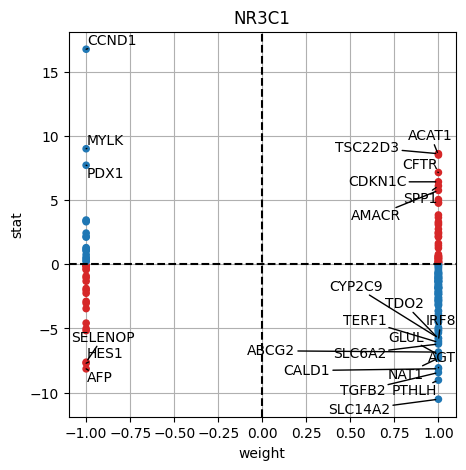 NR3C1
CCND1
MYLK
PDX1
ACAT1
TSC22D3
CFTR
CDKN1C
SPP1
AMACR
CYP2C9
TDO2
TERF1
IRF8
GLUL
SELENOP
ABCG2
SLC6A2
AGT
HES1
CALD1
NAT1
AFP
TGFB2
PTHLH
SLC14A2
stat
15
10
5
0
−5
−10
−1.00
−0.75
−0.50
−0.25
0.00
0.25
0.50
0.75
1.00
weight